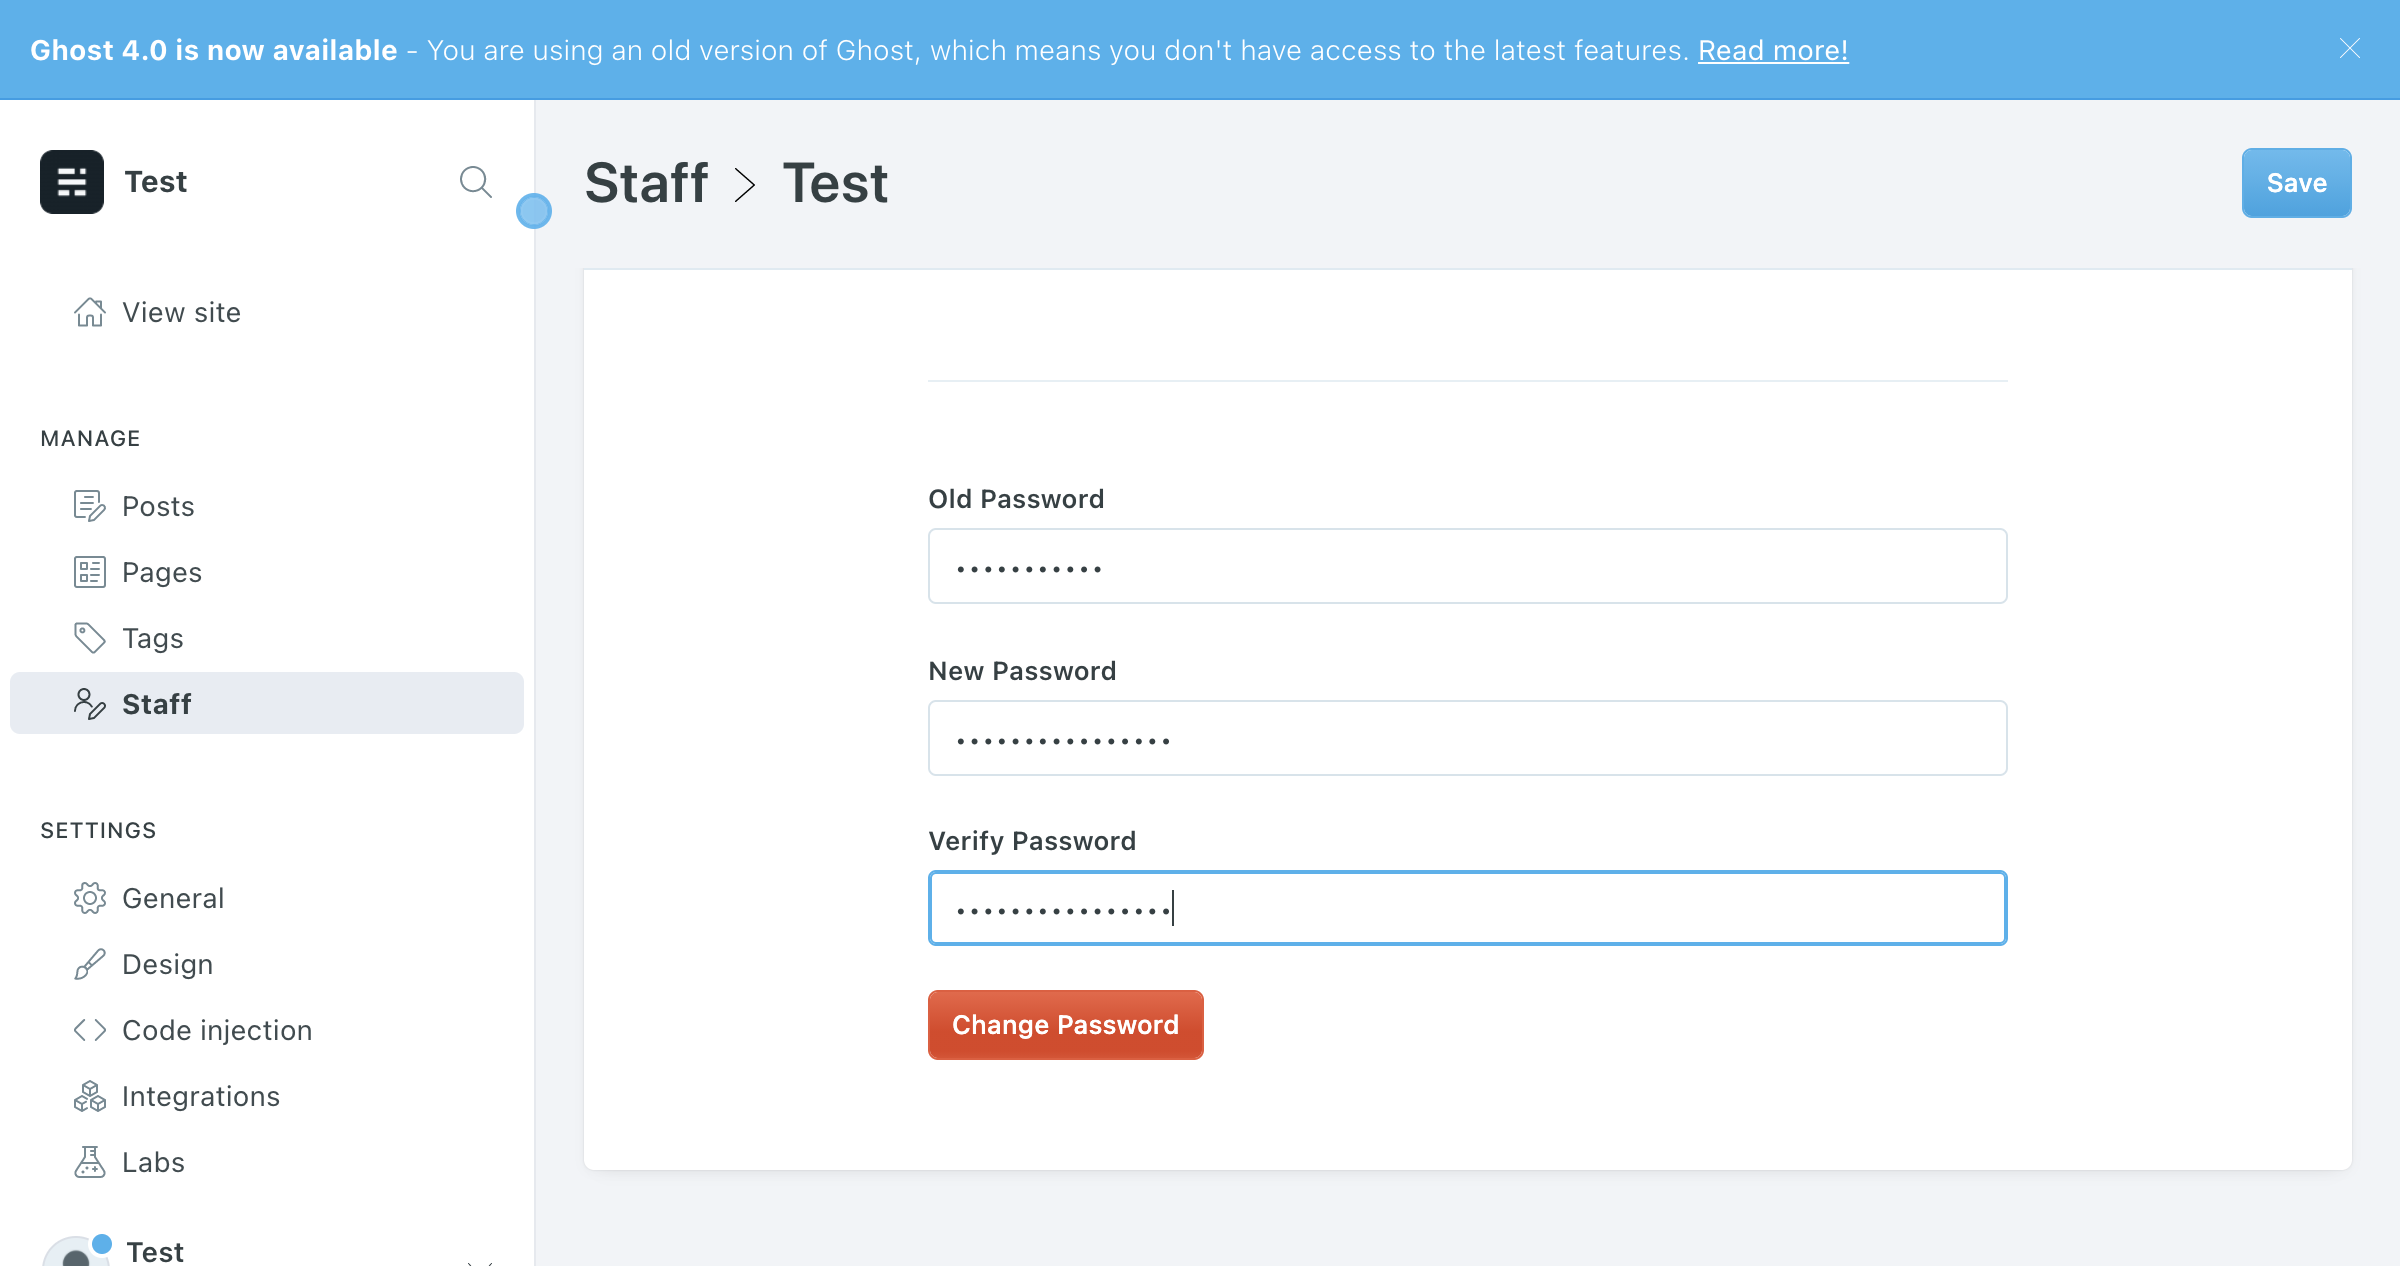 Ghost 4.0 is now available - You are using an old version of Ghost, which means you don't have access to the latest features. Read more!
Test
View site
MANAGE
Posts
Pages
Tags
Staff
SETTINGS
General
Design
Code injection
Integrations
Labs
Test
Staff > Test
Save
Old Password
•••••••••••
New Password
••••••••••••••••
Verify Password
••••••••••••••••
Change Password